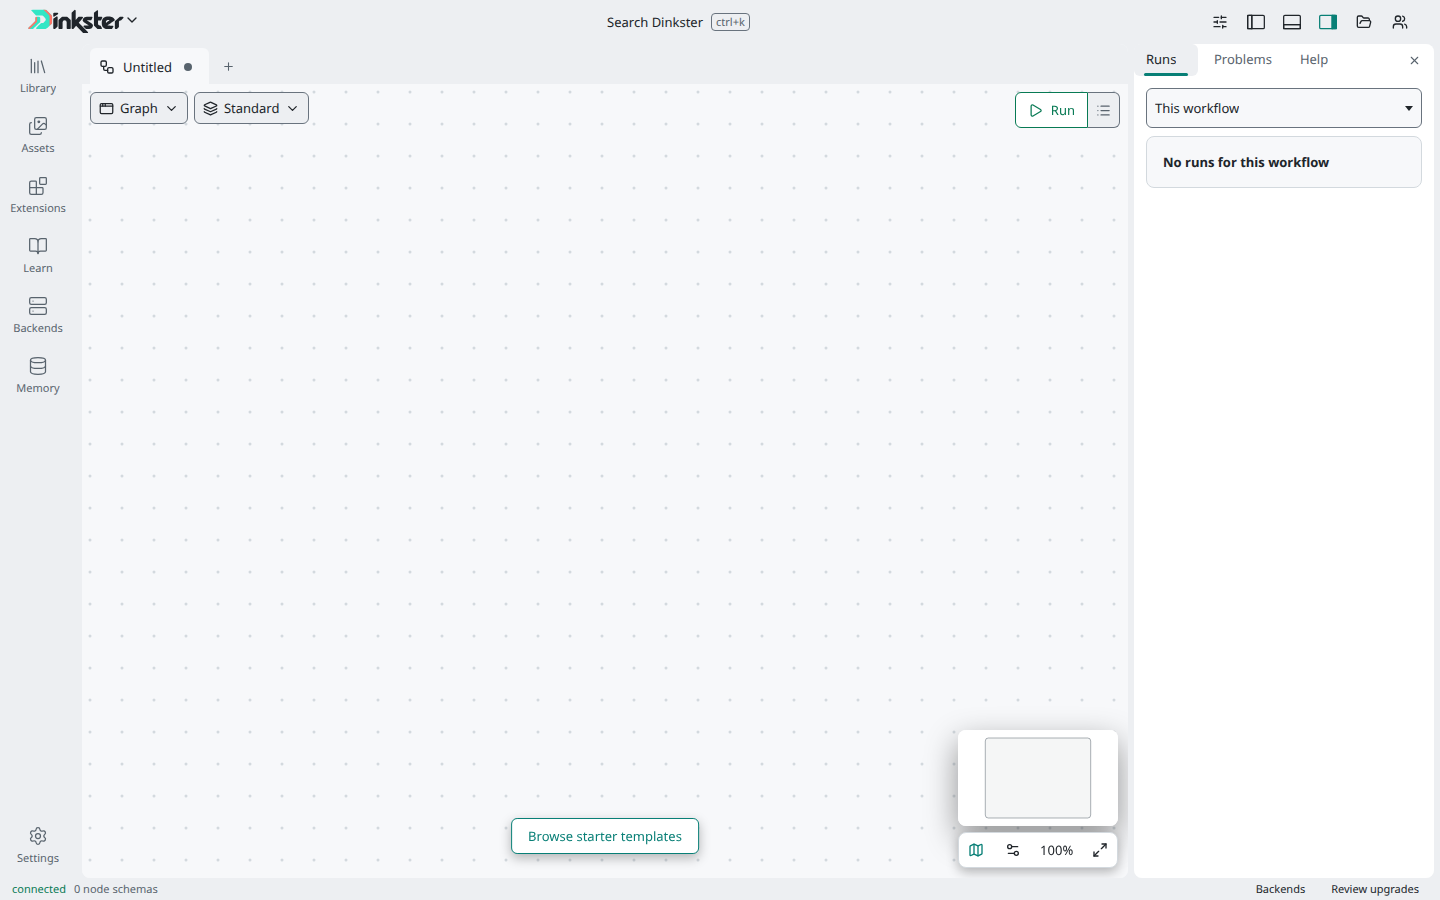 Dinkster
Search Dinkster ctrl+k
Untitled
Runs Problems Help
Library
Graph
Standard
Run
This workflow
No runs for this workflow
Assets
Extensions
Learn
Backends
Memory
Browse starter templates
100%
Settings
connected 0 node schemas
Backends Review upgrades